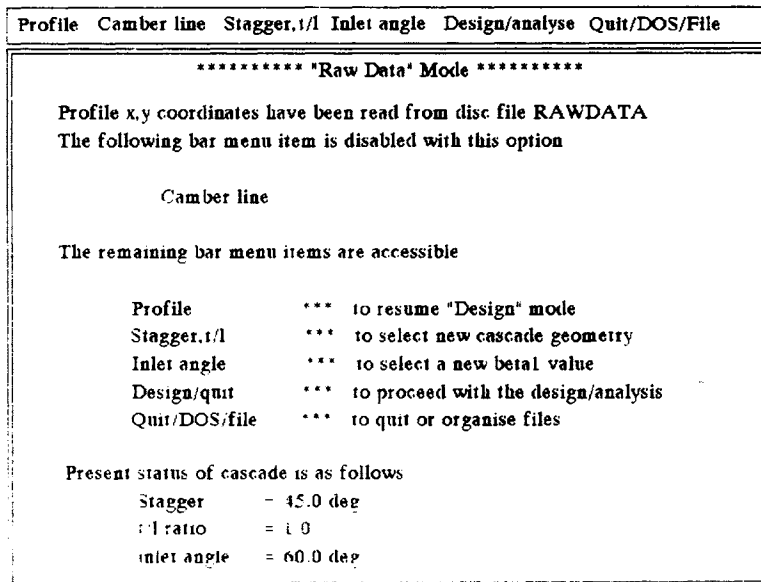 Profile Camber line Stagger,t/l Inlet angle Design/analyse Quit/DOS/File
********** "Raw Data" Mode **********
Profile x,y coordinates have been read from disc file RAWDATA
The following bar menu item is disabled with this option
Camber line
The remaining bar menu items are accessible
Profile *** to resume "Design" mode
Stagger,t/l *** to select new cascade geometry
Inlet angle *** to select a new beta1 value
Design/quit *** to proceed with the design/analysis
Quit/DOS/file *** to quit or organise files
Present status of cascade is as follows
Stagger = 45.0 deg
t/l ratio = 1.0
inlet angle = 60.0 deg